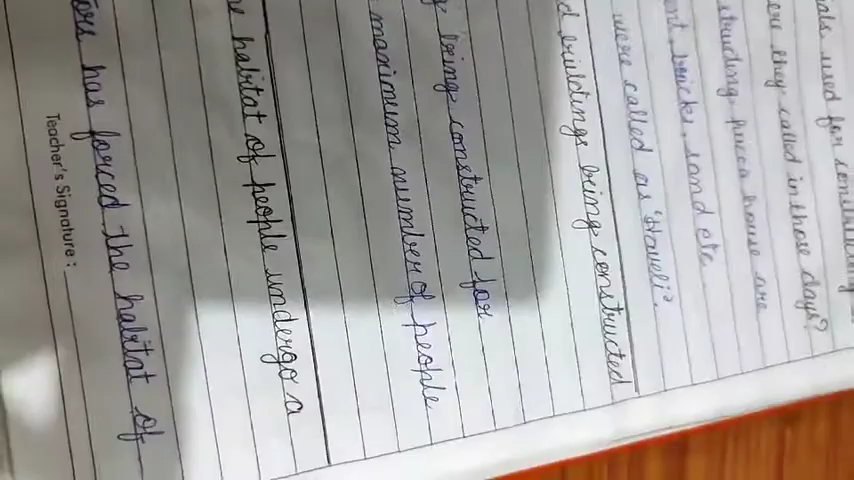 used for
they called in those days?
pucca house are
bricks, sand etc
were called as 'Haveli'.
buildings being constructed
being constructed for
maximum number of people
habitat of people undergo a
has forced the habitat of
Teacher's Signature :